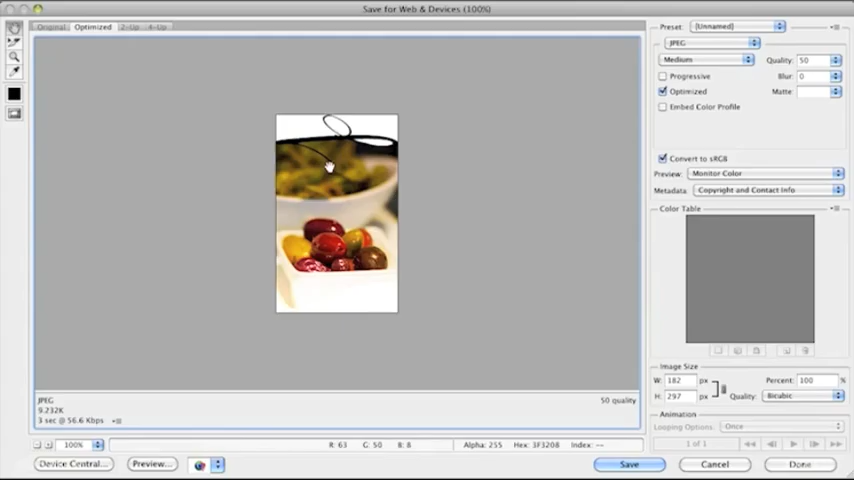 Save for Web & Devices (100%)
Original Optimized 2-Up 4-Up
Preset: [Unnamed]
JPEG
Medium Quality: 50
Progressive Blur: 0
Optimized Matte:
Embed Color Profile
Convert to sRGB
Preview: Monitor Color
Metadata: Copyright and Contact Info
Color Table
Image Size
W: 182 px Percent: 100 %
H: 297 px Quality: Bicubic
Animation
Looping Options: Once
1 of 1
JPEG 50 quality
9.232K
3 sec @ 56.6 Kbps
100% R: 63 G: 50 B: 8 Alpha: 255 Hex: 3F3208 Index: --
Device Central... Preview... Save Cancel Done